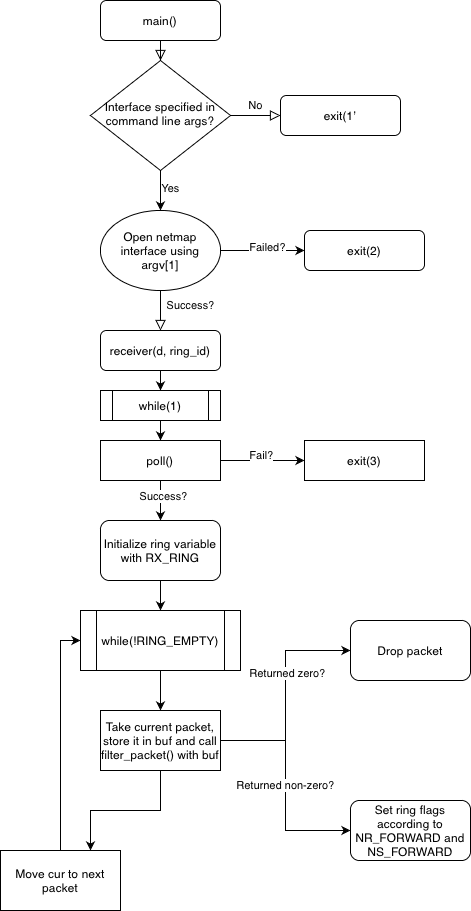 main()
Interface specified in
command line args?
No
exit(1'
Yes
Open netmap
interface using
argv[1]
Failed?
exit(2)
Success?
receiver(d, ring_id)
while(1)
poll()
Fail?
exit(3)
Success?
Initialize ring variable
with RX_RING
while(!RING_EMPTY)
Returned zero?
Drop packet
Take current packet,
store it in buf and call
filter_packet() with buf
Returned non-zero?
Set ring flags
according to
NR_FORWARD and
NS_FORWARD
Move cur to next
packet